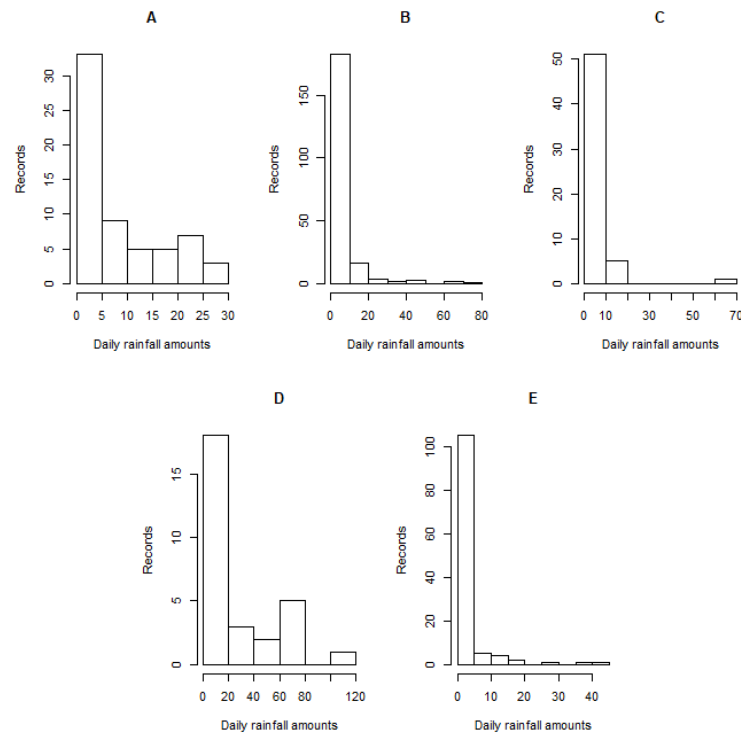 A
Records
0 5 10 15 20 25 30
0 5 10 15 20 25 30
Daily rainfall amounts
B
Records
0 50 100 150
0 20 40 60 80
Daily rainfall amounts
C
Records
0 10 20 30 40 50
0 10 30 50 70
Daily rainfall amounts
D
Records
0 5 10 15
0 20 40 60 80 120
Daily rainfall amounts
E
Records
0 20 40 60 80 100
0 10 20 30 40
Daily rainfall amounts